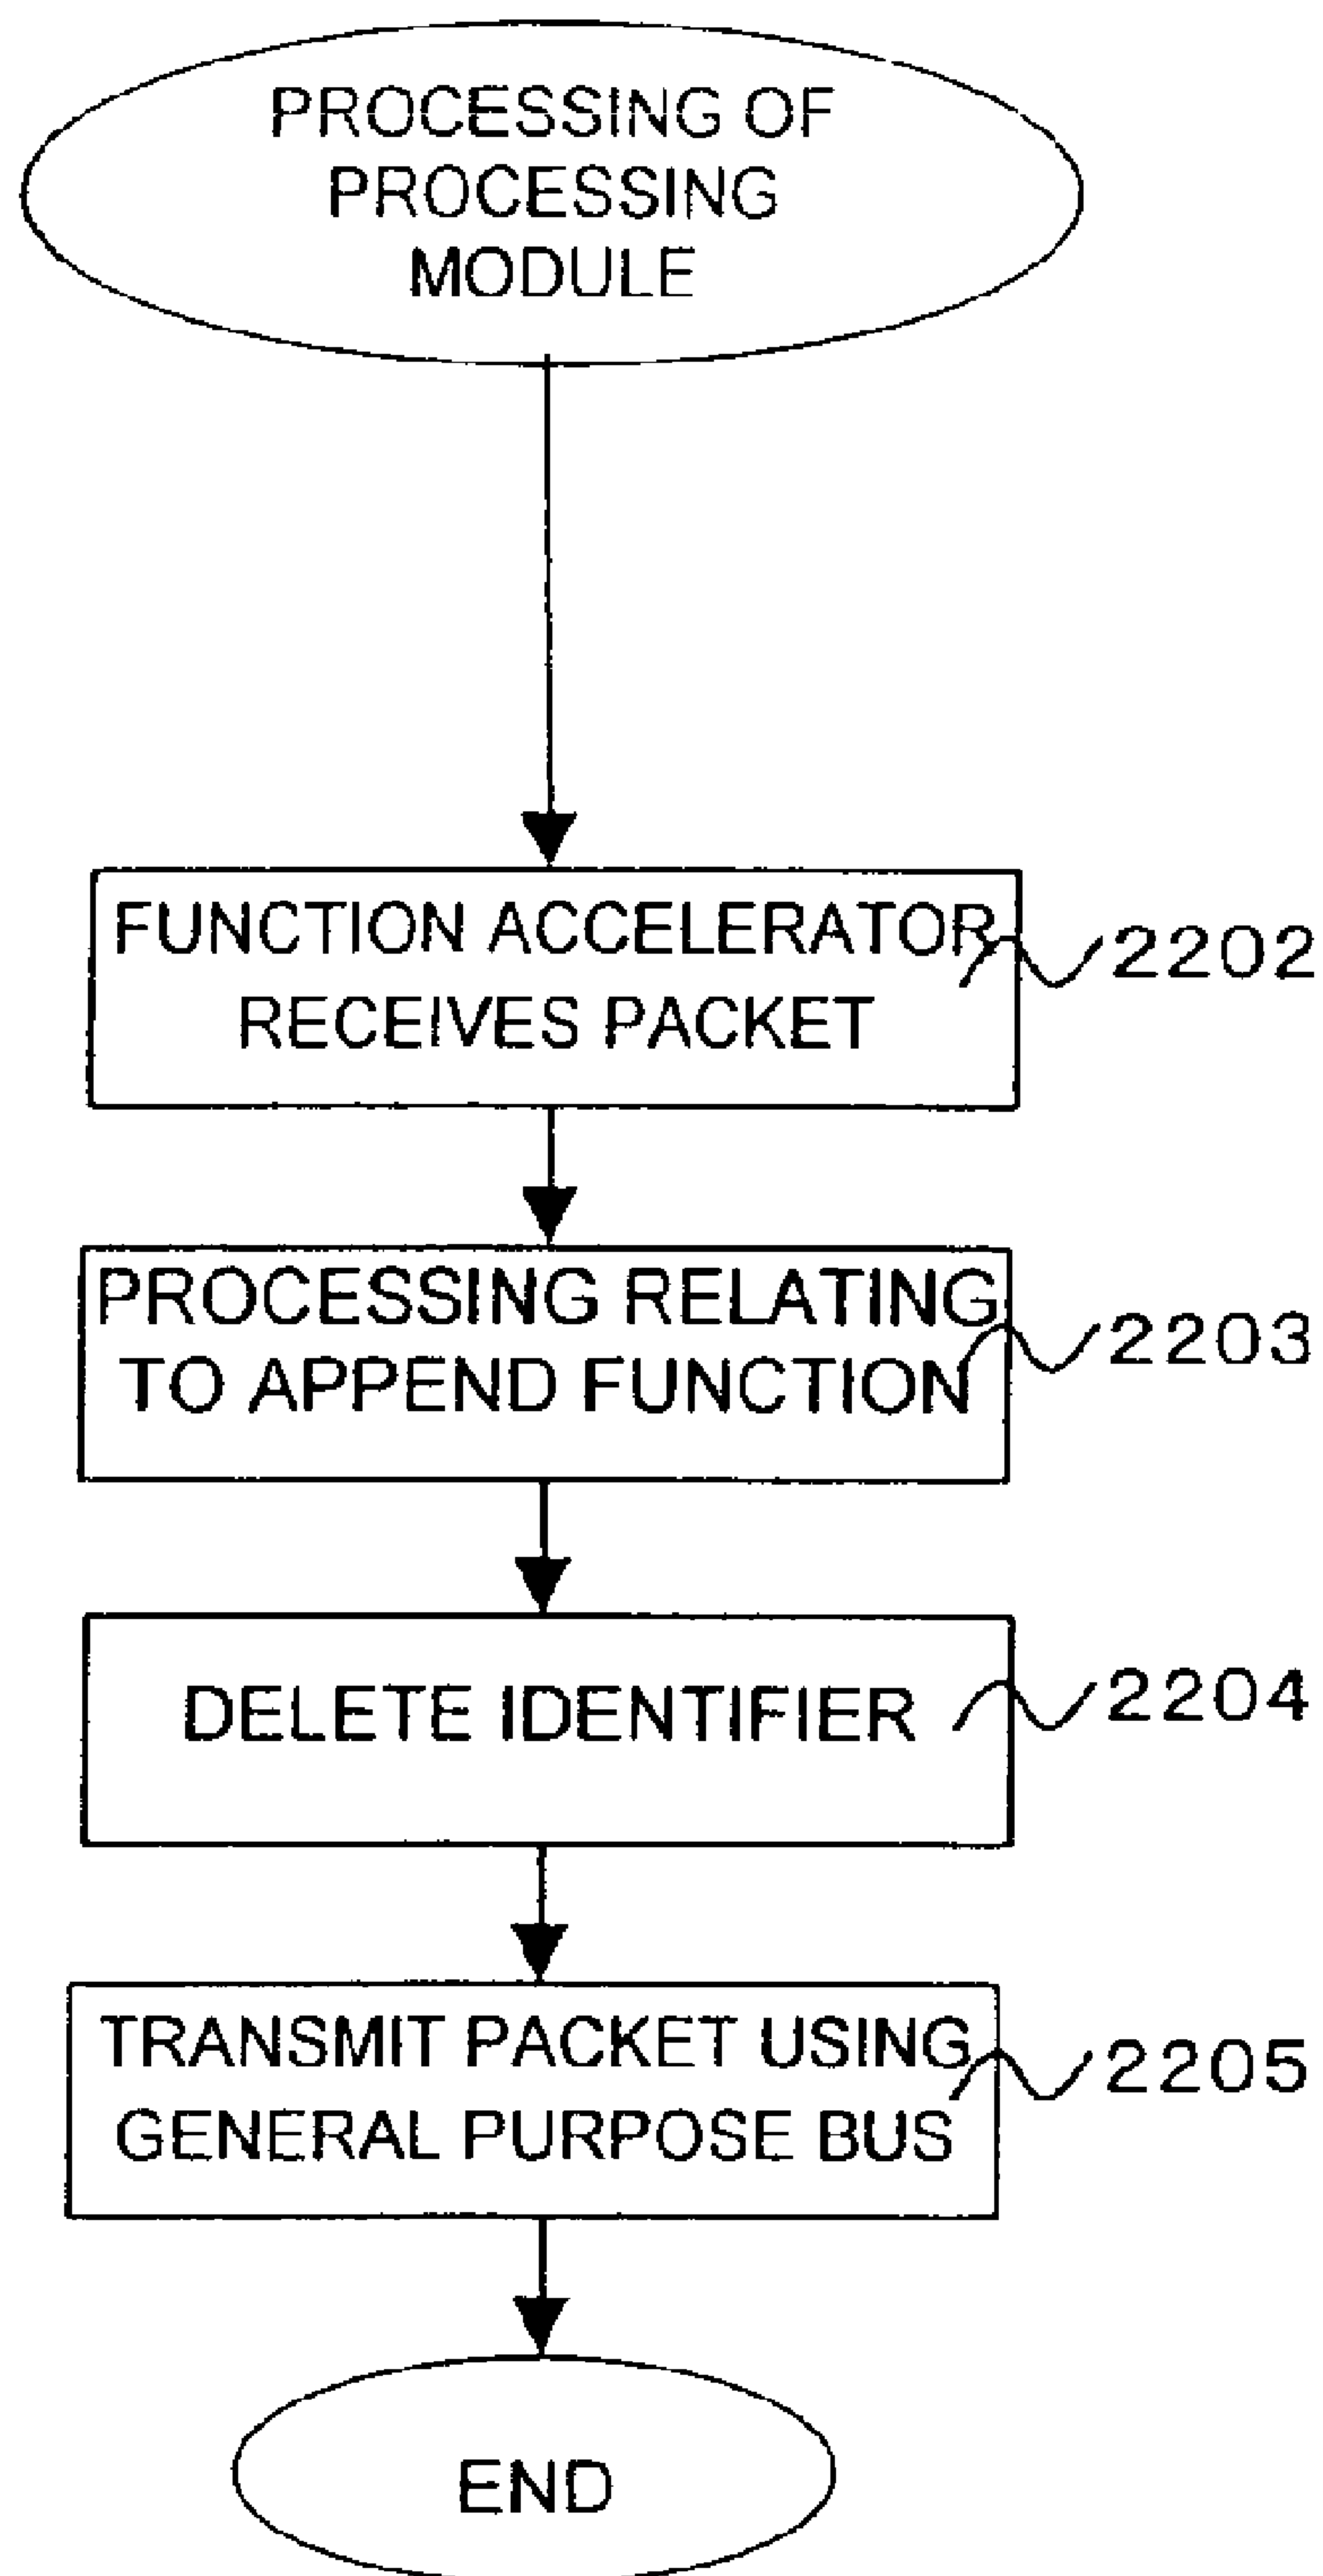 PROCESSING OF
PROCESSING
MODULE
FUNCTION ACCELERATOR
RECEIVES PACKET
2202
PROCESSING RELATING
TO APPEND FUNCTION
2203
DELETE IDENTIFIER
2204
TRANSMIT PACKET USING
GENERAL PURPOSE BUS
2205
END